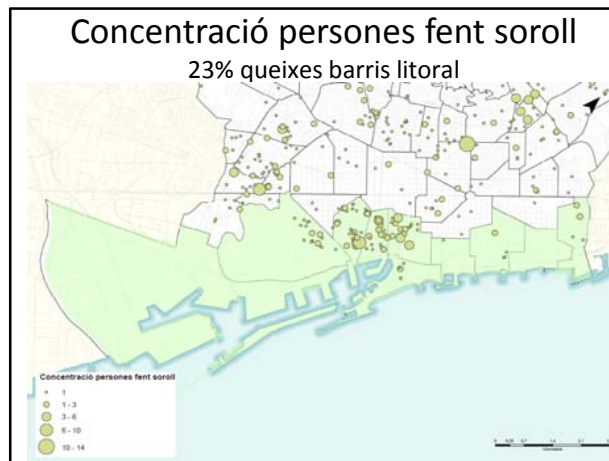 Concentració persones fent soroll
23% queixes barris litoral
Concentració persones fent soroll
1
1 - 3
3 - 6
6 - 10
10 - 14